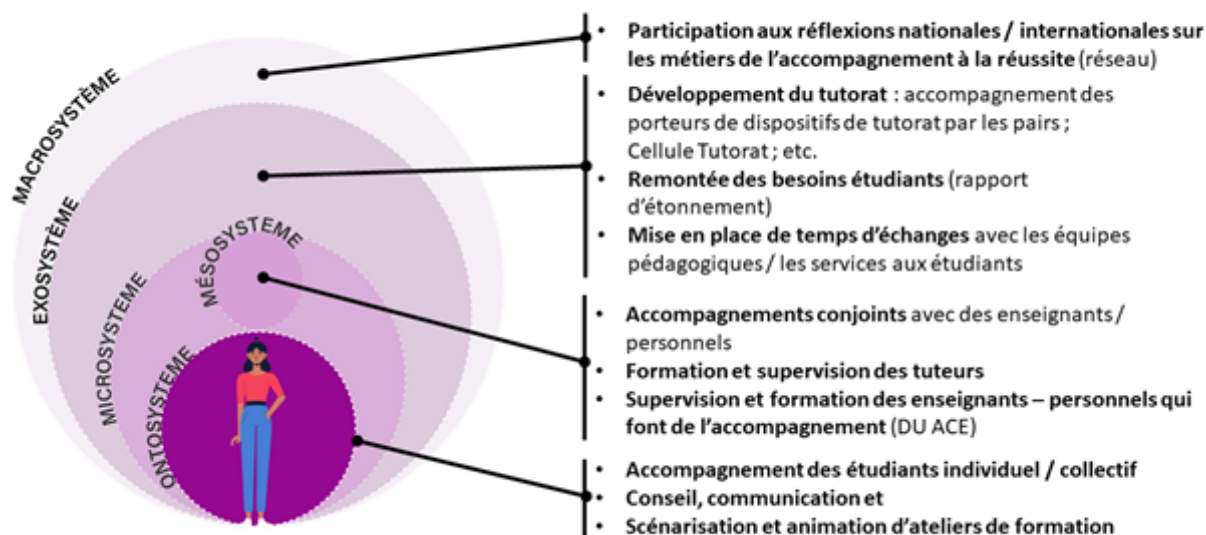 MACROSYSTÈME
EXOSYSTÈME
MICROSYSTEME
MÉSOSYSTEME
ONTOSYSTEME
• Participation aux réflexions nationales / internationales sur
les métiers de l'accompagnement à la réussite (réseau)
• Développement du tutorat : accompagnement des
porteurs de dispositifs de tutorat par les pairs ;
Cellule Tutorat ; etc.
• Remontée des besoins étudiants (rapport
d'étonnement)
• Mise en place de temps d'échanges avec les équipes
pédagogiques / les services aux étudiants
• Accompagnements conjoints avec des enseignants /
personnels
• Formation et supervision des tuteurs
• Supervision et formation des enseignants – personnels qui
font de l'accompagnement (DU ACE)
• Accompagnement des étudiants individuel / collectif
• Conseil, communication et
• Scénarisation et animation d'ateliers de formation